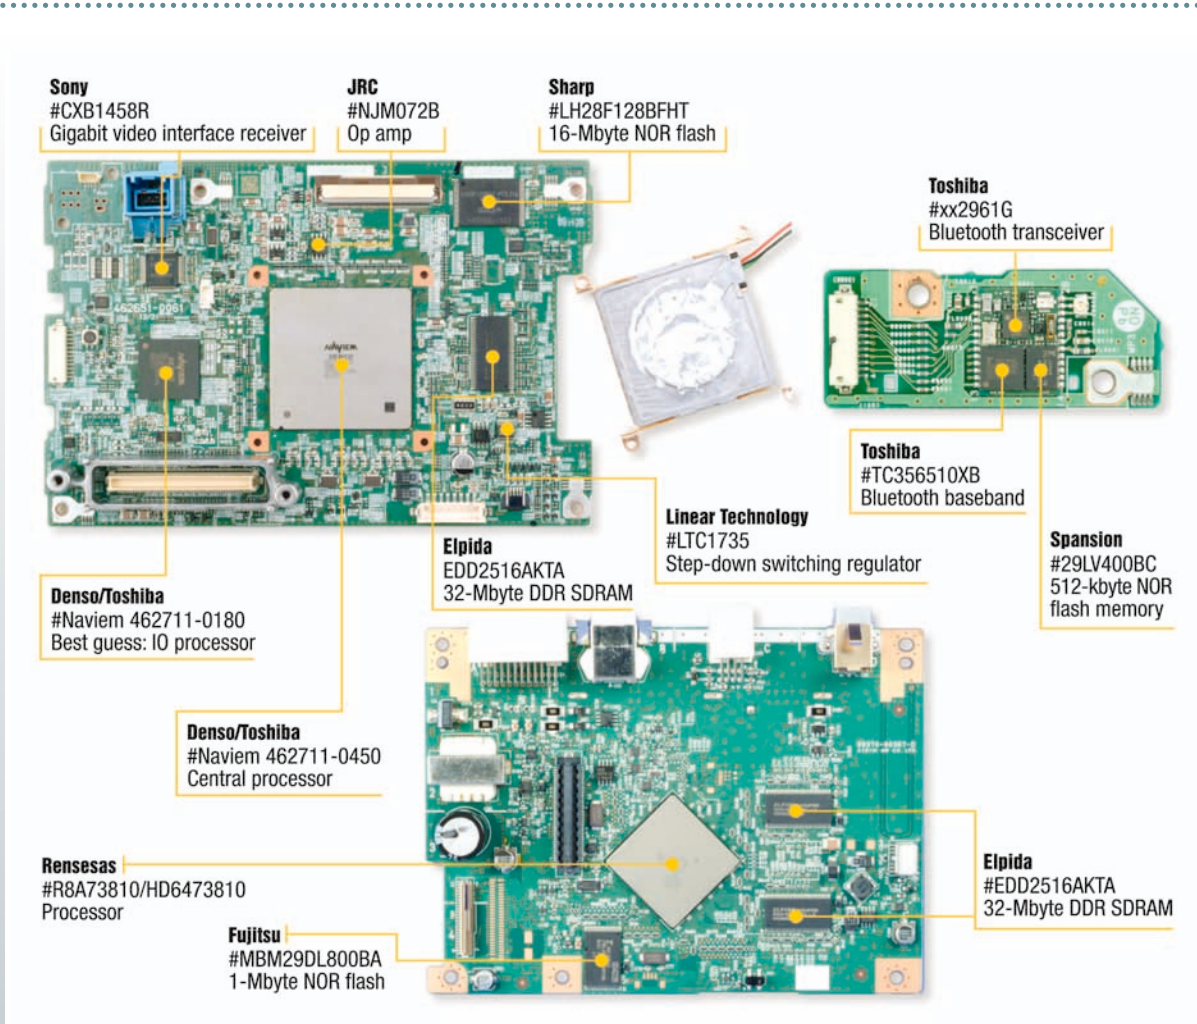 Sony
#CXB1458R
Gigabit video interface receiver
JRC
#NJM072B
Op amp
Sharp
#LH28F128BFHT
16-Mbyte NOR flash
Toshiba
#xx2961G
Bluetooth transceiver
462651-0061
Toshiba
#TC356510XB
Bluetooth baseband
Linear Technology
#LTC1735
Step-down switching regulator
Spansion
#29LV400BC
512-kbyte NOR
flash memory
Elpida
EDD2516AKTA
32-Mbyte DDR SDRAM
Denso/Toshiba
#Naviem 462711-0180
Best guess: IO processor
Denso/Toshiba
#Naviem 462711-0450
Central processor
Rensesas
#R8A73810/HD6473810
Processor
Elpida
#EDD2516AKTA
32-Mbyte DDR SDRAM
Fujitsu
#MBM29DL800BA
1-Mbyte NOR flash